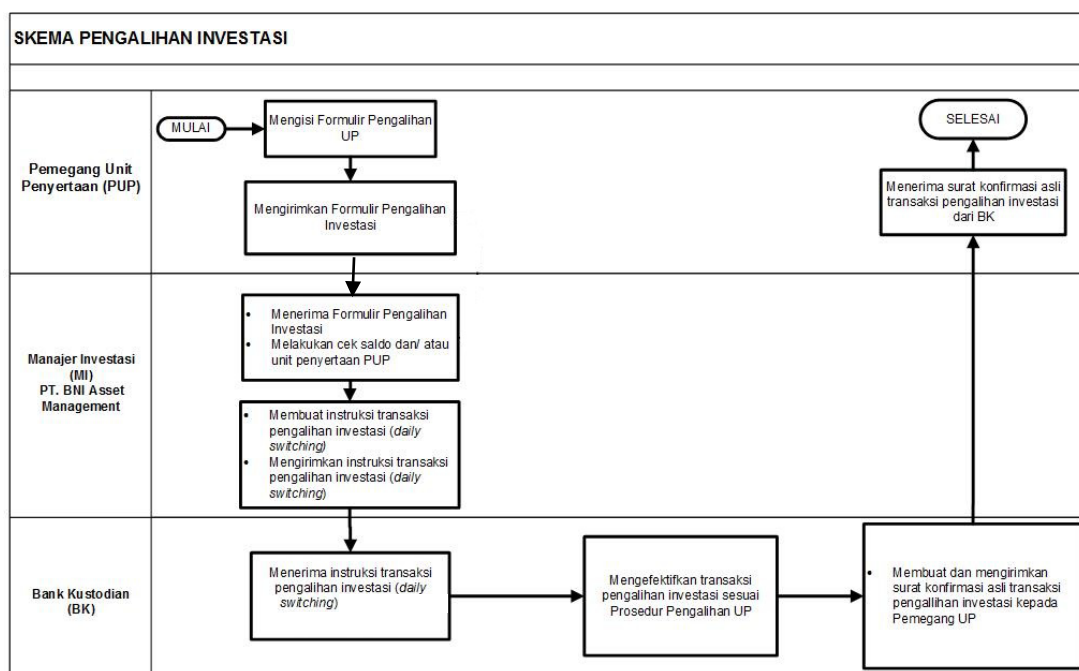 SKEMA PENGALIHAN INVESTASI
Pemegang Unit
Penyertaan (PUP)
MULAI
Mengisi Formulir Pengalihan
UP
Mengirimkan Formulir Pengalihan
Investasi
SELESAI
Menerima surat konfirmasi asli
transaksi pengalihan investasi
dari BK
Manajer Investasi
(MI)
PT. BNI Asset
Management
• Menerima Formulir Pengalihan
Investasi
• Melakukan cek saldo dan/ atau
unit penyertaan PUP
• Membuat instruksi transaksi
pengalihan investasi (daily
switching)
• Mengirimkan instruksi transaksi
pengalihan investasi (daily
switching)
Bank Kustodian
(BK)
Menerima instruksi transaksi
pengalihan investasi (daily
switching)
Mengefektifkan transaksi
pengalihan investasi sesuai
Prosedur Pengalihan UP
• Membuat dan mengirimkan
surat konfirmasi asli transaksi
pengallihan investasi kepada
Pemegang UP